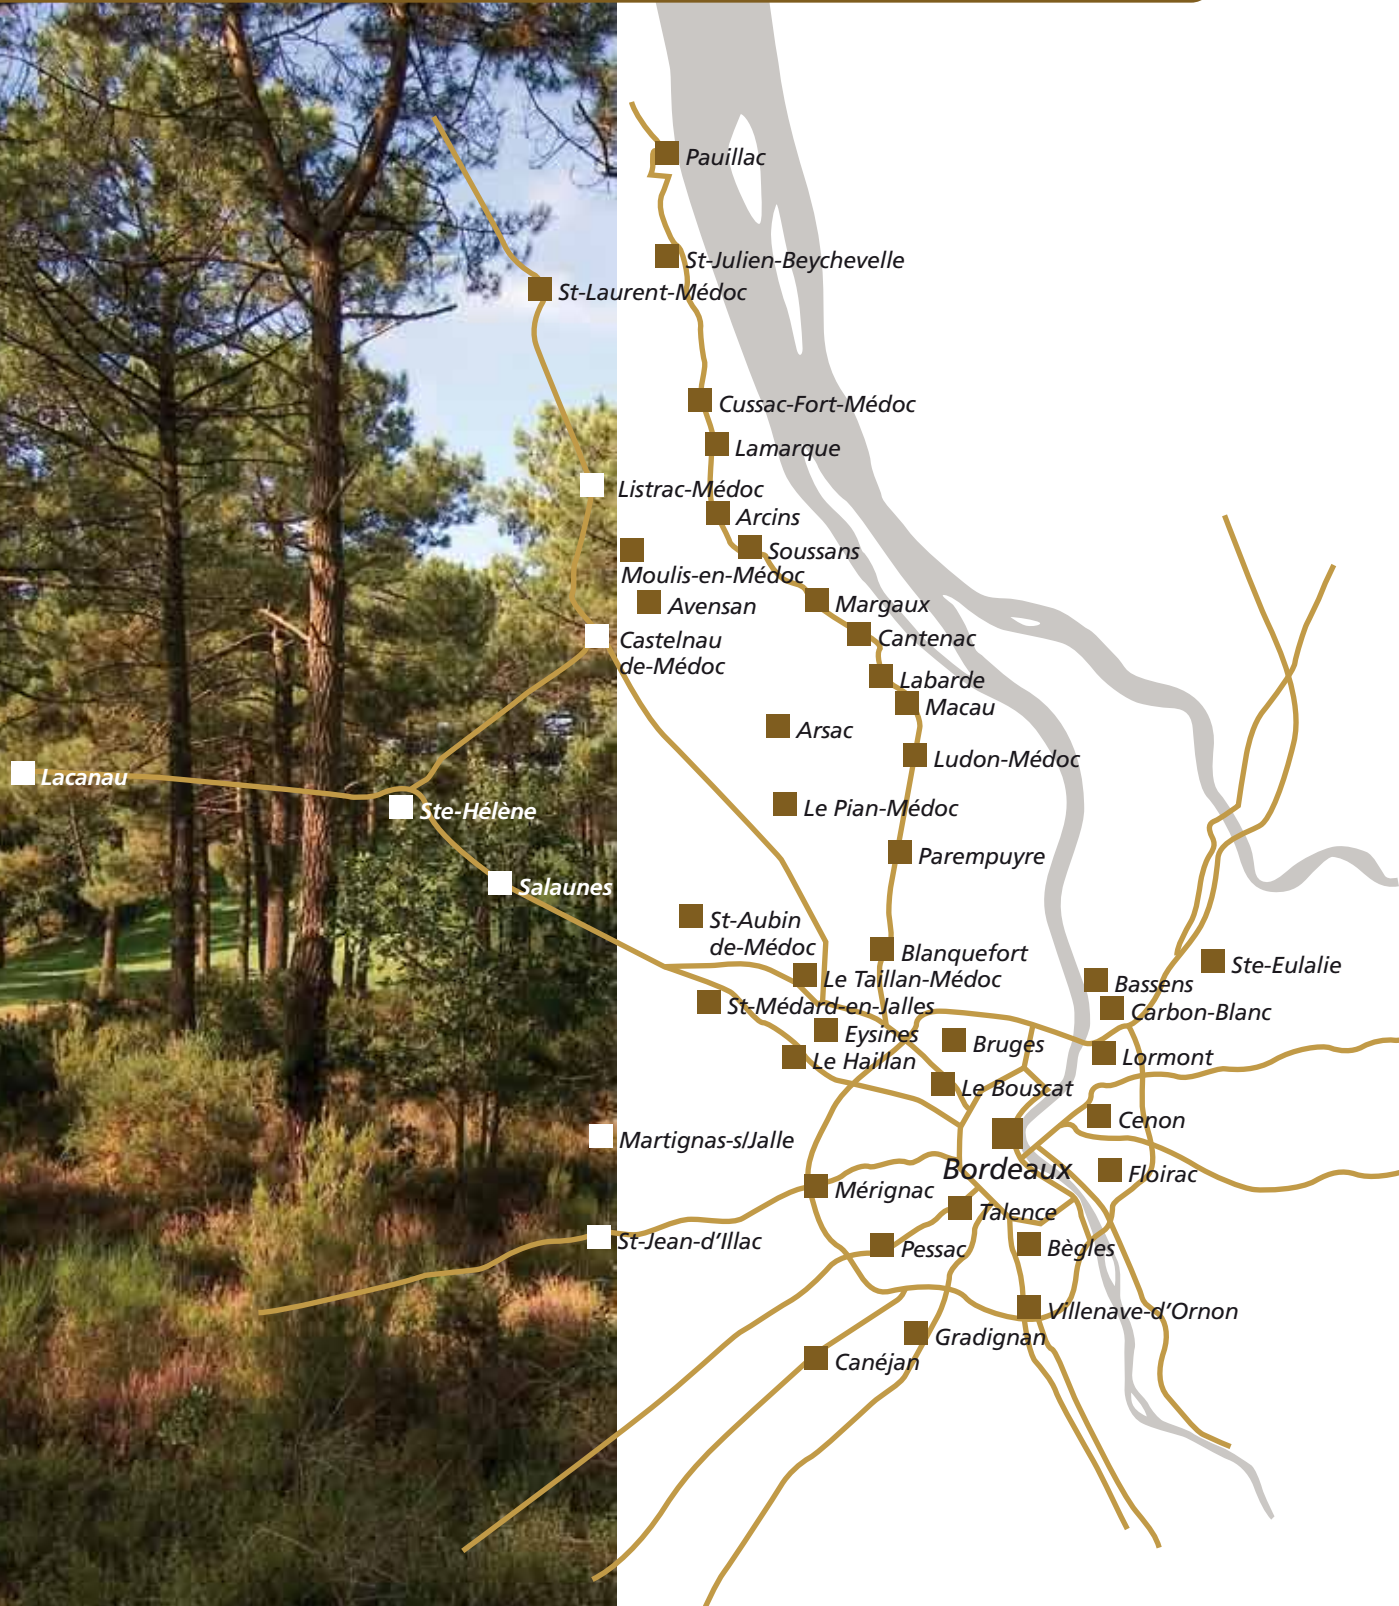 Pauillac
St-Julien-Beychevelle
St-Laurent-Médoc
Cussac-Fort-Médoc
Lamarque
Listrac-Médoc
Arcins
Soussans
Moulis-en-Médoc
Avensan
Margaux
Cantenac
Castelnau
de-Médoc
Labarde
Macau
Arsac
Ludon-Médoc
Lacanau
Ste-Hélène
Le Pian-Médoc
Parempuyre
Salaunes
St-Aubin
de-Médoc
Blanquefort
Ste-Eulalie
Le Taillan-Médoc
Bassens
St-Médard-en-Jalles
Carbon-Blanc
Eysines
Bruges
Le Haillan
Lormont
Le Bouscat
Cenon
Martignas-s/Jalle
Bordeaux
Floirac
Mérignac
Talence
St-Jean-d'Illac
Pessac
Bègles
Villenave-d'Ornon
Gradignan
Canéjan